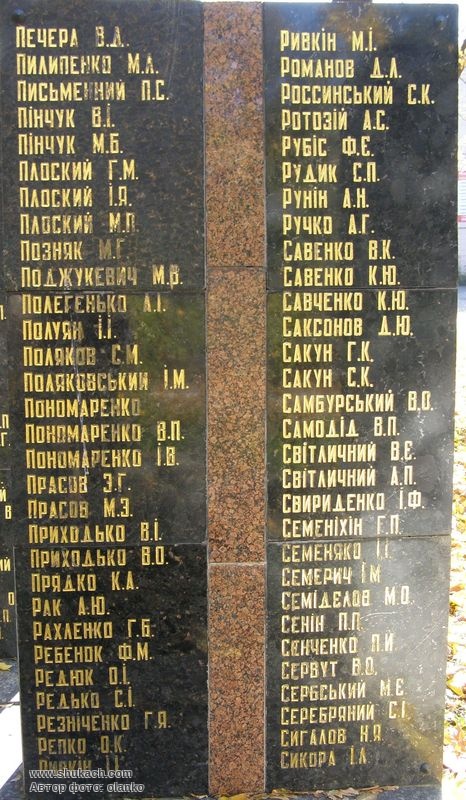 ПЕЧЕРА В.Д.
ПИЛИПЕНКО М.Л.
ПИСЬМЕННИЙ П.С.
ПІНЧУК В.І.
ПІНЧУК М.Б.
ПЛОСКИЙ Г.М.
ПЛОСКИЙ І.Я.
ПЛОСКИЙ М.П.
ПОЗНЯК М.Г.
ПОДЖУКЕВИЧ М.В.
ПОЛЕГЕНЬКО А.І.
ПОЛУЯН І.І.
ПОЛЯКОВ С.М.
ПОЛЯКОВСЬКИЙ І.М.
ПОНОМАРЕНКО
ПОНОМАРЕНКО В.П.
ПОНОМАРЕНКО І.В.
ПРАСОВ З.Г.
ПРАСОВ М.З.
ПРИХОДЬКО В.І.
ПРИХОДЬКО В.О.
ПРЯДКО К.А.
РАК А.Ю.
РАХЛЕНКО Г.Б.
РЕБЕНОК Ф.М.
РЕДЮК О.І.
РЕДЬКО С.І.
РЕЗНІЧЕНКО Г.Я.
РЕПКО О.К.
РИВКІН І.І.
РИВКІН М.І.
РОМАНОВ Д.Л.
РОССИНСЬКИЙ С.К.
РОТОЗІЙ А.С.
РУБІС Ф.Є.
РУДИК С.П.
РУНІН А.Н.
РУЧКО А.Г.
САВЕНКО В.К.
САВЕНКО К.Ю.
САВЧЕНКО К.Ю.
САКСОНОВ Д.Ю.
САКУН Г.К.
САКУН С.К.
САМБУРСЬКИЙ В.О.
САМОДІД В.П.
СВІТЛИЧНИЙ В.Є.
СВІТЛИЧНИЙ А.П.
СВИРИДЕНКО І.Ф.
СЕМЕНІХІН Г.П.
СЕМЕНЯКО І.І.
СЕМЕРИЧ І.М
СЕМІДЕЛОВ М.О.
СЕНІН П.П.
СЕНЧЕНКО П.Й.
СЕРВУТ В.О.
СЕРБСЬКИЙ М.Є.
СЕРЕБРЯНИЙ С.І.
СИГАЛОВ Н.Я.
СИКОРА І.Л.
www.shukach.com
Автор фото: olanko